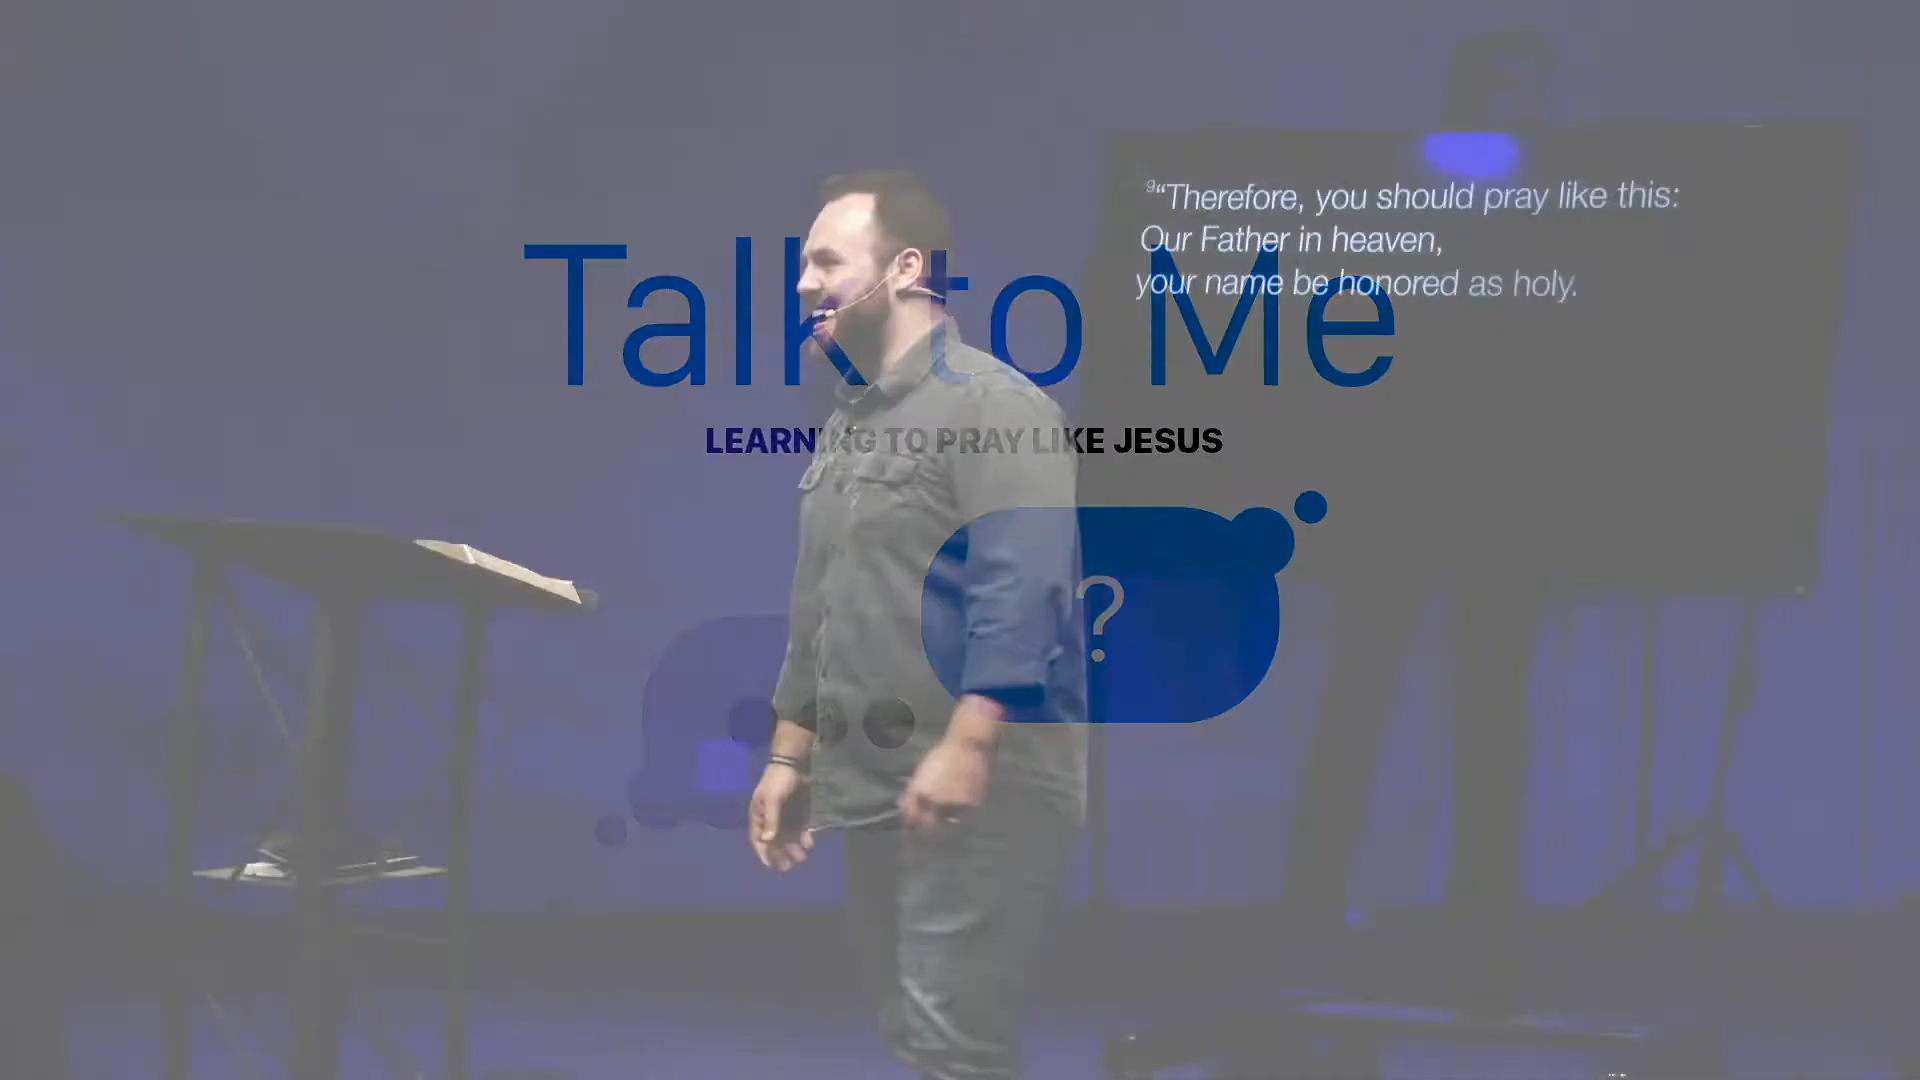 ⁹“Therefore, you should pray like this:
Our Father in heaven,
your name be honored as holy.
Talk to Me
LEARNING TO PRAY LIKE JESUS
?